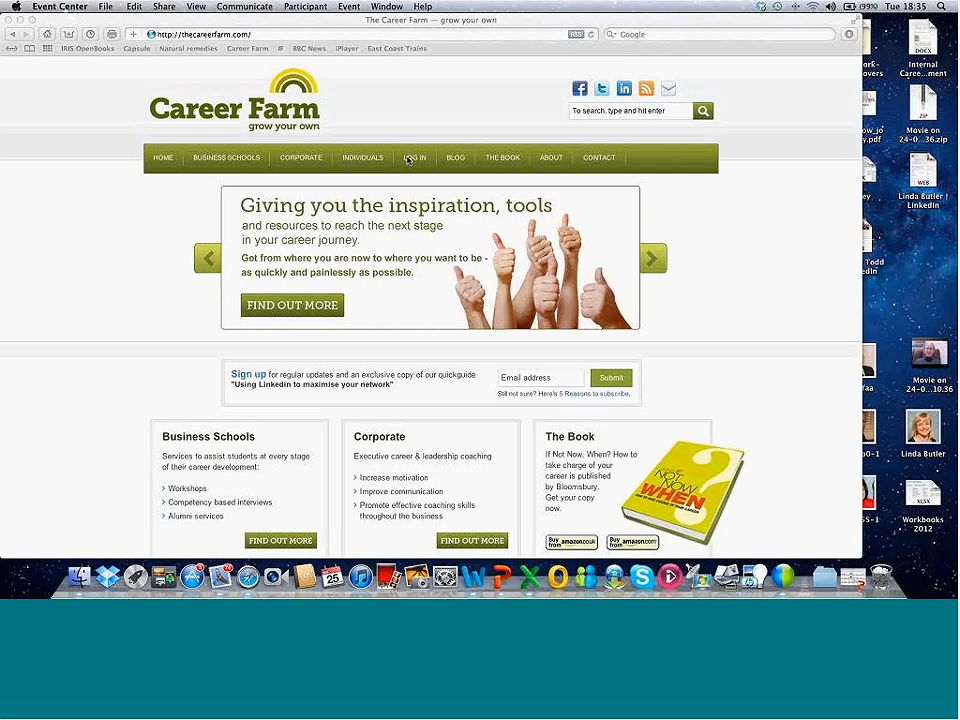 Event Center File Edit Share View Communicate Participant Event Window Help (99%) Tue 18:35
The Career Farm — grow your own
http://thecareerfarm.com/
RSS
Google
IRIS OpenBooks Capsule Natural remedies Career Farm IF BBC News iPlayer East Coast Trains
Career Farm
grow your own
To search, type and hit enter
HOME BUSINESS SCHOOLS CORPORATE INDIVIDUALS LOG IN BLOG THE BOOK ABOUT CONTACT
Giving you the inspiration, tools
and resources to reach the next stage
in your career journey.
Get from where you are now to where you want to be -
as quickly and painlessly as possible.
FIND OUT MORE
Sign up for regular updates and an exclusive copy of our quickguide
"Using Linkedin to maximise your network"
Email address
Submit
Still not sure? Here's 5 Reasons to subscribe.
Business Schools
Services to assist students at every stage
of their career development:
Workshops
Competency based interviews
Alumni services
FIND OUT MORE
Corporate
Executive career & leadership coaching
Increase motivation
Improve communication
Promote effective coaching skills
throughout the business
FIND OUT MORE
The Book
If Not Now, When? How to
take charge of your
career is published
by Bloomsbury.
Get your copy
now.
IF NOT NOW WHEN?
Buy from amazon.co.uk
Buy from amazon.com
DOCX
Internal
Caree...ment
ZIP
Movie on
24-0...36.zip
WEB
Linda Butler |
LinkedIn
Movie on
24-0...10.36
Linda Butler
XLSX
Workbooks
2012
25